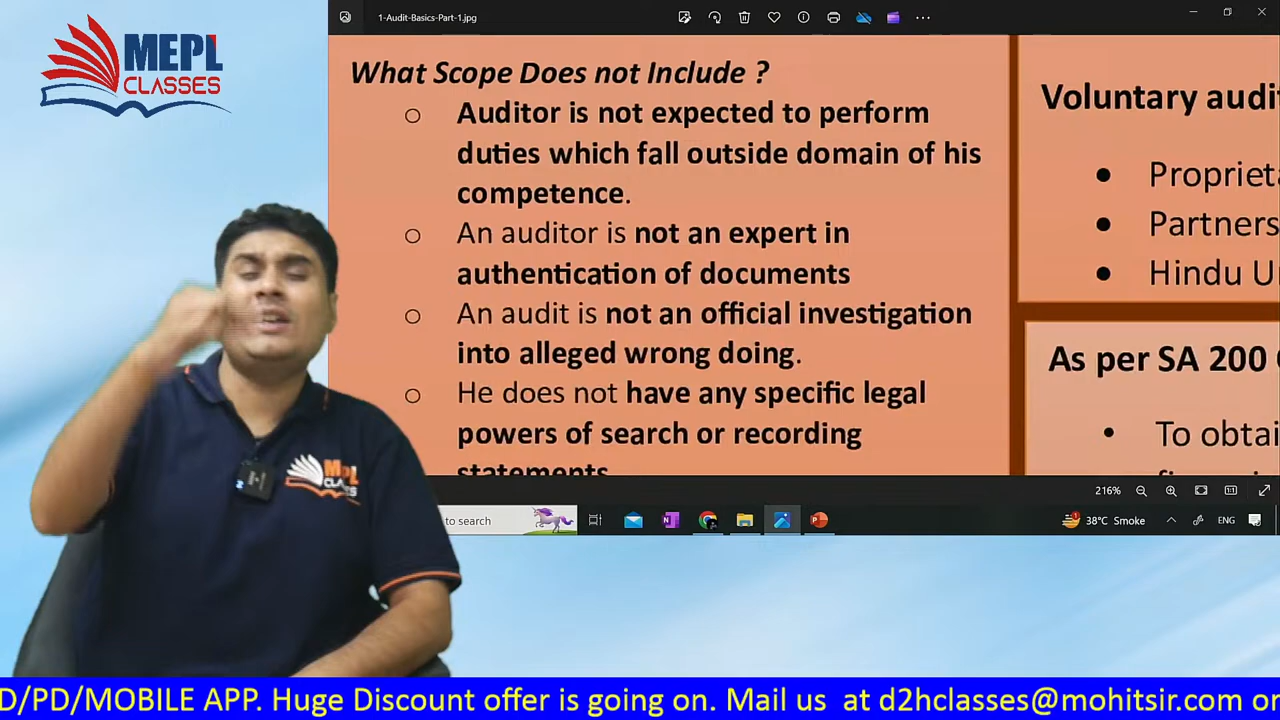 MEPL
CLASSES
1-Audit-Basics-Part-1.jpg
What Scope Does not Include ?
o Auditor is not expected to perform
duties which fall outside domain of his
competence.
o An auditor is not an expert in
authentication of documents
o An audit is not an official investigation
into alleged wrong doing.
o He does not have any specific legal
powers of search or recording
statements
Voluntary audi
• Proprieta
• Partners
• Hindu U
As per SA 200
• To obtai
to search
216%
1:1
38°C Smoke
ENG
D/PD/MOBILE APP. Huge Discount offer is going on. Mail us at d2hclasses@mohitsir.com or